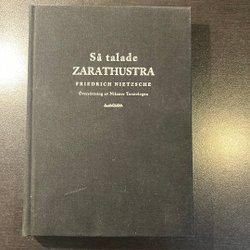 Så talade
ZARATHUSTRA
FRIEDRICH NIETZSCHE
Översättning av Nikanor Teratologen